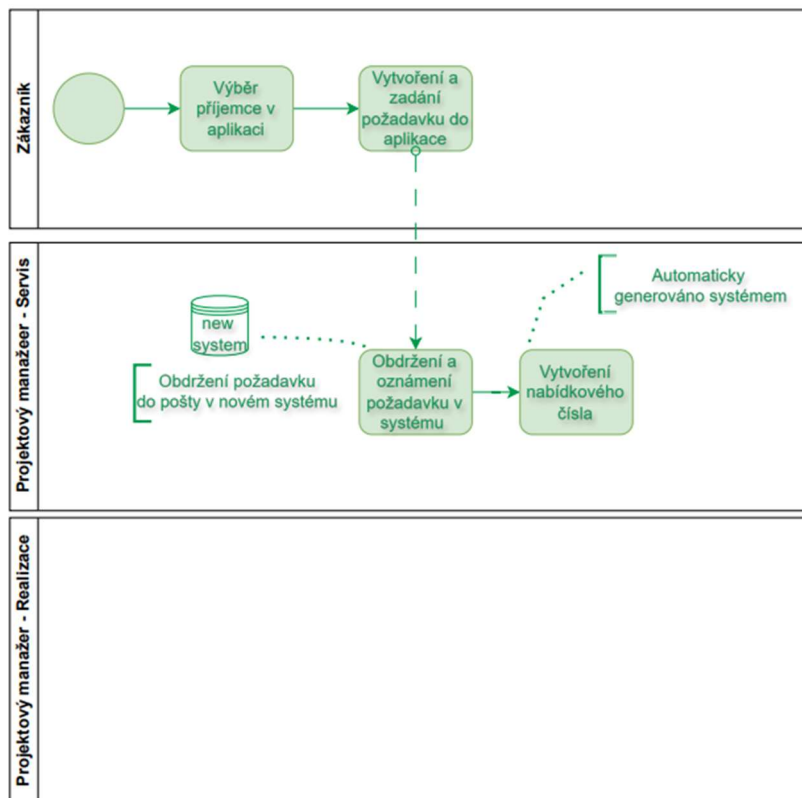 Zákazník
Výběr
příjemce v
aplikaci
Vytvoření a
zadání
požadavku do
aplikace
Projektový manažeer - Servis
new
system
Obdržení požadavku
do pošty v novém systému
Obdržení a
oznámení
požadavku v
systému
Vytvoření
nabídkového
čísla
Automaticky
generováno systémem
Projektový manažer - Realizace